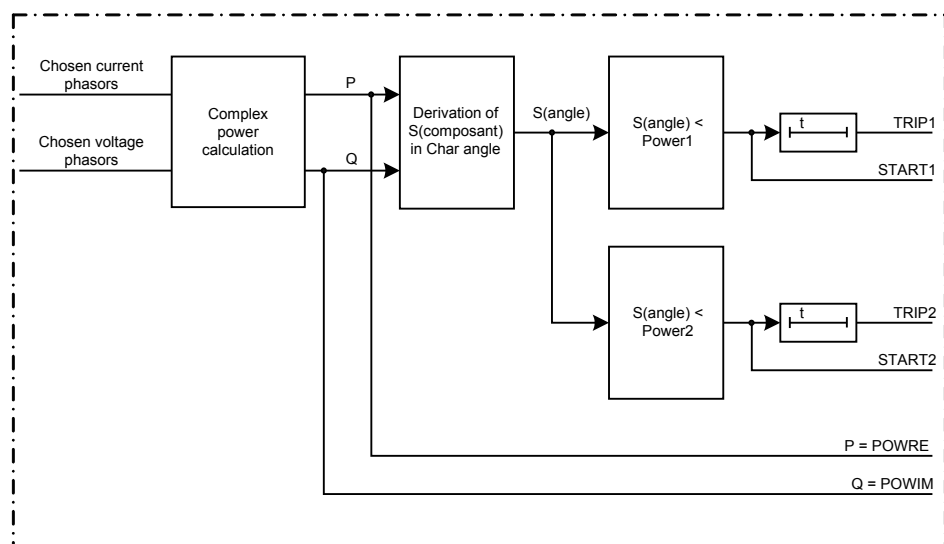 Chosen current
phasors
Chosen voltage
phasors
Complex
power
calculation
P
Q
Derivation of
S(composant)
in Char angle
S(angle)
S(angle) <
Power1
t
TRIP1
START1
S(angle) <
Power2
t
TRIP2
START2
P = POWRE
Q = POWIM